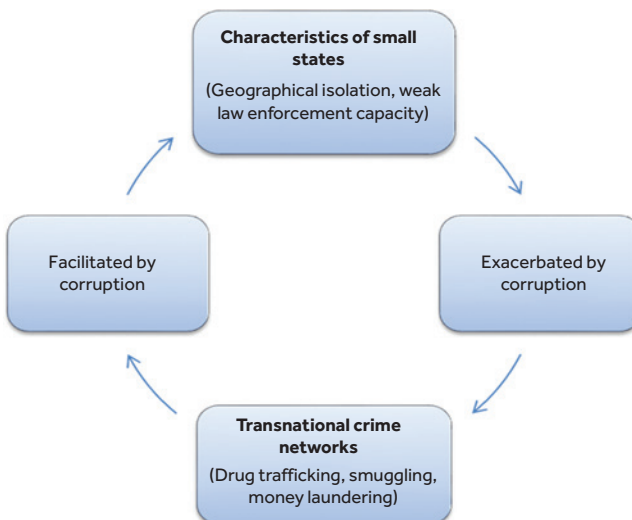 Characteristics of small
states
(Geographical isolation, weak
law enforcement capacity)
Facilitated by
corruption
Exacerbated by
corruption
Transnational crime
networks
(Drug trafficking, smuggling,
money laundering)